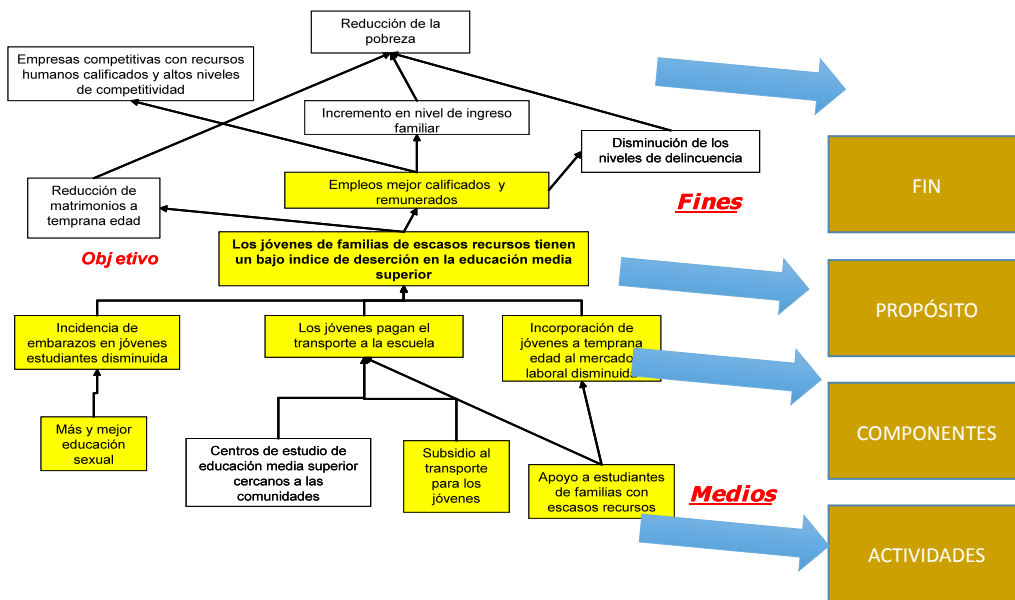 Reducción de la
pobreza
Empresas competitivas con recursos
humanos calificados y altos niveles
de competitividad
Incremento en nivel de ingreso
familiar
Disminución de los
niveles de delincuencia
Reducción de
matrimonios a
temprana edad
Empleos mejor calificados y
remunerados
Fines
FIN
Objetivo
Los jóvenes de familias de escasos recursos tienen
un bajo índice de deserción en la educación media
superior
PROPÓSITO
Incidencia de
embarazos en jóvenes
estudiantes disminuida
Los jóvenes pagan el
transporte a la escuela
Incorporación de
jóvenes a temprana
edad al mercado
laboral disminuida
COMPONENTES
Más y mejor
educación
sexual
Centros de estudio de
educación media superior
cercanos a las
comunidades
Subsidio al
transporte
para los
jóvenes
Apoyo a estudiantes
de familias con
escasos recursos
Medios
ACTIVIDADES